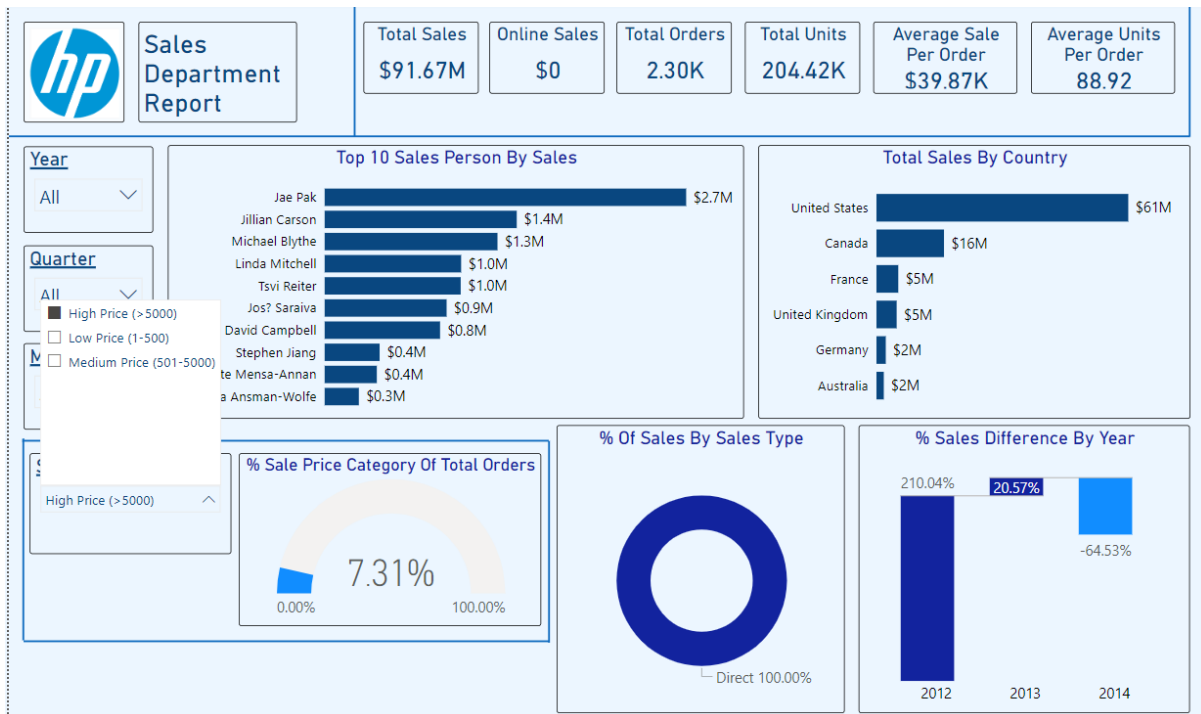 hp
Sales
Department
Report
Total Sales
$91.67M
Online Sales
$0
Total Orders
2.30K
Total Units
204.42K
Average Sale
Per Order
$39.87K
Average Units
Per Order
88.92
Year
All
Quarter
All
High Price (>5000)
Low Price (1-500)
Medium Price (501-5000)
High Price (>5000)
Top 10 Sales Person By Sales
Jae Pak $2.7M
Jillian Carson $1.4M
Michael Blythe $1.3M
Linda Mitchell $1.0M
Tsvi Reiter $1.0M
Jos? Saraiva $0.9M
David Campbell $0.8M
Stephen Jiang $0.4M
te Mensa-Annan $0.4M
a Ansman-Wolfe $0.3M
Total Sales By Country
United States $61M
Canada $16M
France $5M
United Kingdom $5M
Germany $2M
Australia $2M
% Sale Price Category Of Total Orders
7.31%
0.00% 100.00%
% Of Sales By Sales Type
Direct 100.00%
% Sales Difference By Year
210.04%
20.57%
-64.53%
2012 2013 2014